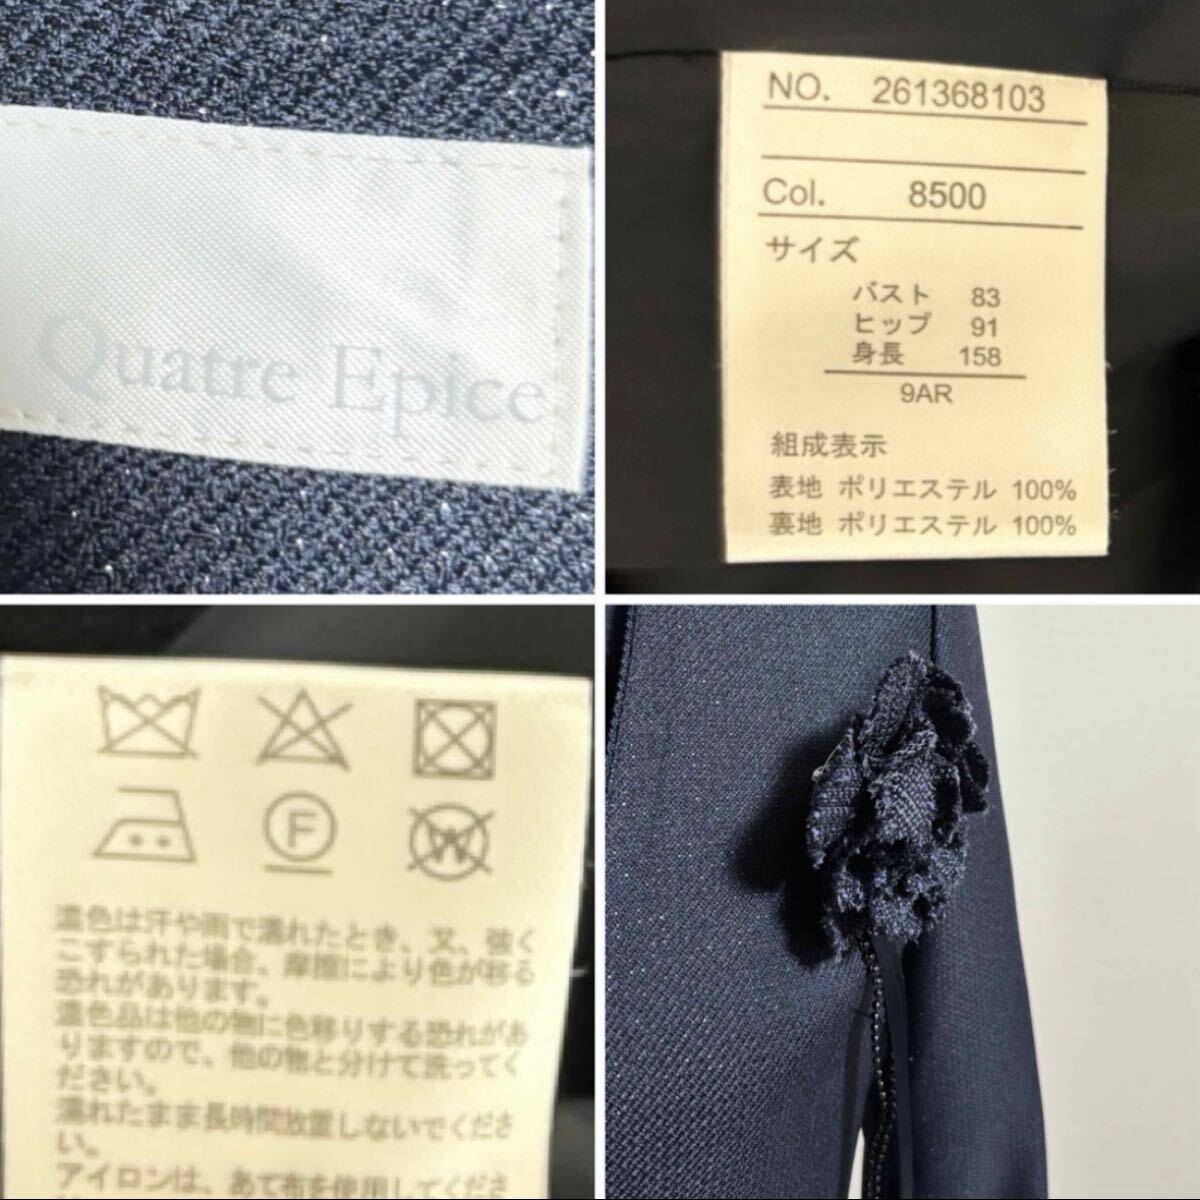 Quatre Epice
NO. 261368103
Col. 8500
サイズ
バスト 83
ヒップ 91
身長 158
9AR
組成表示
表地 ポリエステル 100%
裏地 ポリエステル 100%
F
W
濃色は汗や雨で濡れたとき、又、強く
こすられた場合、摩擦により色が移る
恐れがあります。
濃色品は他の物に色移りする恐れがあ
りますので、他の物と分けて洗ってく
ださい。
濡れたまま長時間放置しないでくださ
い。
アイロンは、あて布を使用してくださ